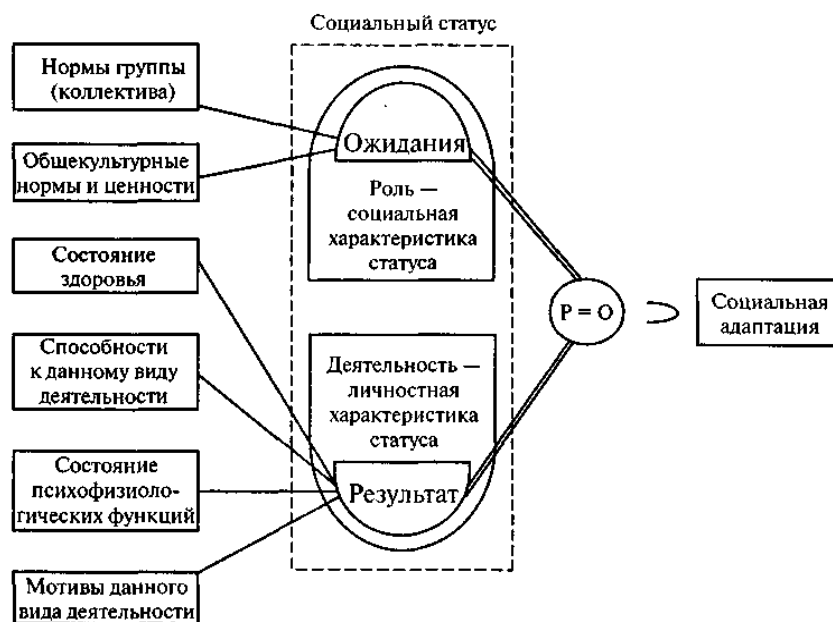 Социальный статус
Нормы группы
(коллектива)
Общекультурные
нормы и ценности
Состояние
здоровья
Способности
к данному виду
деятельности
Состояние
психофизиоло-
гических функций
Мотивы данного
вида деятельности
Ожидания
Роль —
социальная
характеристика
статуса
Деятельность —
личностная
характеристика
статуса
Результат
Р = О
Социальная
адаптация